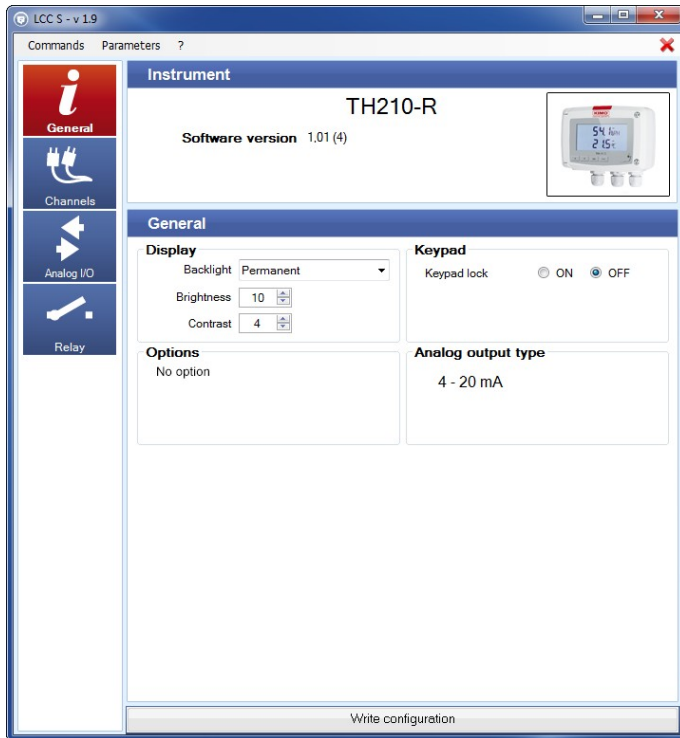 LCC S - v 1.9
Commands Parameters ?
General
Channels
Analog I/O
Relay
Instrument
TH210-R
Software version 1,01 (4)
General
Display
Backlight Permanent
Brightness 10
Contrast 4
Keypad
Keypad lock ON OFF
Options
No option
Analog output type
4 - 20 mA
Write configuration